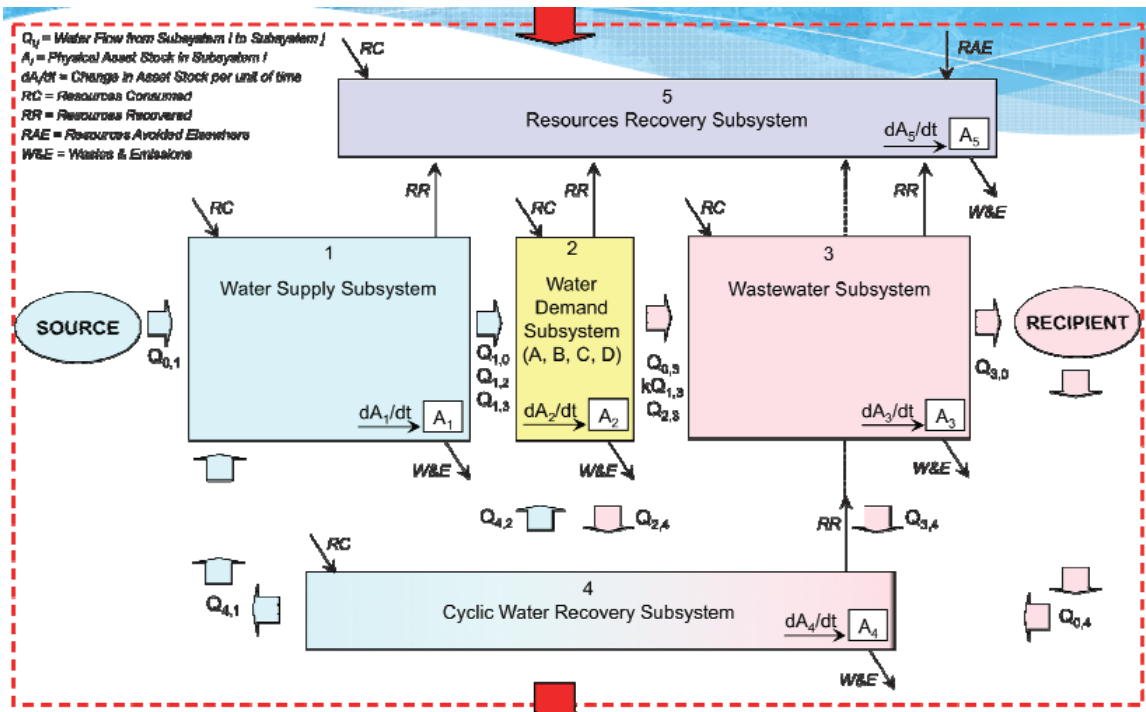 Qij = Water Flow from Subsystem i to Subsystem j
Ai = Physical Asset Stock in Subsystem i
dAi/dt = Change in Asset Stock per unit of time
RC = Resources Consumed
RR = Resources Recovered
RAE = Resources Avoided Elsewhere
W&E = Wastes & Emissions
RC
RAE
5
Resources Recovery Subsystem
dA5/dt
A5
W&E
RR
RR
RR
RC
RC
RC
1
Water Supply Subsystem
dA1/dt
A1
W&E
2
Water
Demand
Subsystem
(A, B, C, D)
dA2/dt
A2
W&E
3
Wastewater Subsystem
dA3/dt
A3
W&E
SOURCE
Q0,1
Q1,0
Q1,2
Q1,3
Q0,3
kQ1,3
Q2,3
Q3,0
RECIPIENT
Q4,2
Q2,4
RR
Q3,4
RC
Q4,1
4
Cyclic Water Recovery Subsystem
dA4/dt
A4
W&E
Q0,4